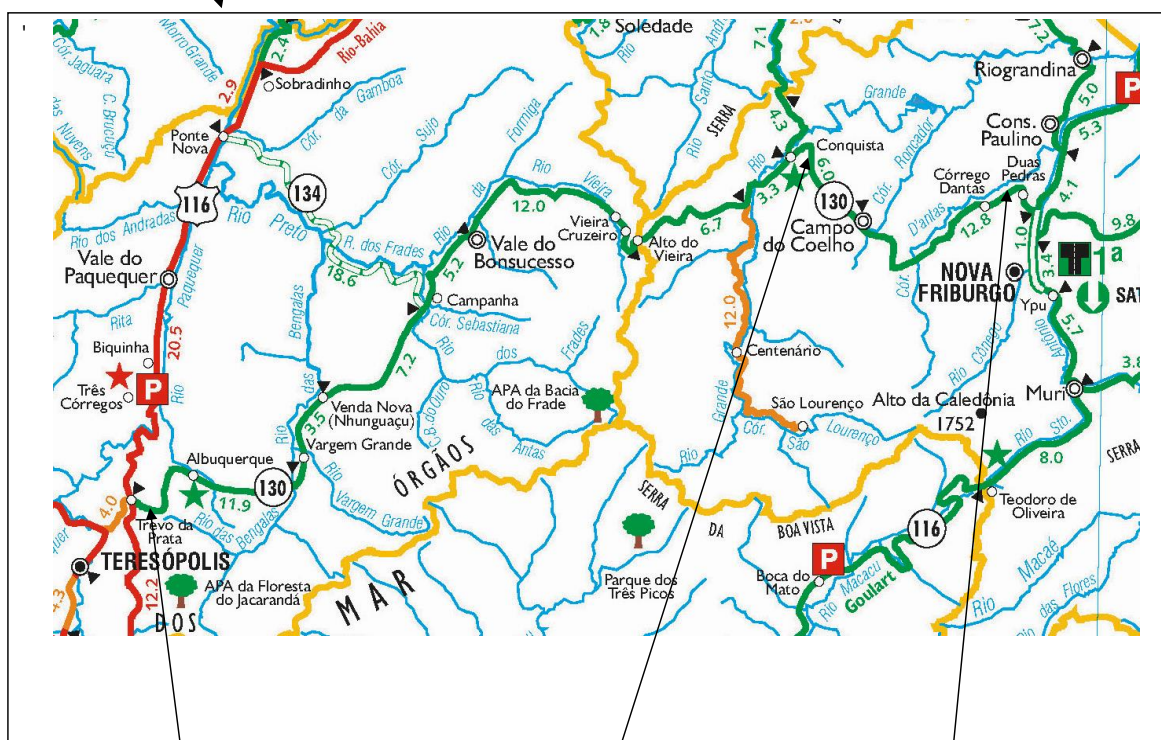 Soledade
1.8
Rio
Santo
7.1
2.0
7.2
Morro Grande
2.4
Rio-Bahia
Cór. Jaguara
Sobradinho
Cór. da Gamboa
2.9
Riograndina
P
5.0
Grande
SERRA
4.3
Cons.
Paulino
5.3
Ponte
Nova
Cór. Sujo
Formiga
Rio
Conquista
6.0
Cór. Roncador
Duas
Pedras
Córrego
Dantas
4.1
134
116
Rio
Preto
Rio dos Andradas
Rio
da
Rio
Vieira
12.0
Vieira
Cruzeiro
Alto do
Vieira
6.7
3.3
130
Campo
do Coelho
D'antas
12.8
1.0
9.8
R. dos Frades
18.6
Vale do
Bonsucesso
5.2
Vale do
Paquequer
Paquequer
Bengalas
Campanha
Cór. Sebastiana
Cór.
NOVA
FRIBURGO
3.4
1ª
SAT
Ypu
5.7
Antônio
Rita
20.5
Biquinha
Três
Córregos
P
Rio
7.2
Rio
dos
Frades
12.0
Centenário
Rio Cônego
3.8
APA da Bacia
do Frade
Rio
das
Antas
C.B. do Ouro
Grande
Rio
São Lourenço
Cór.
São
Lourenço
Alto da Caledônia
1752
Muri
Rio
Sto.
das
Venda Nova
(Nhunguaçu)
3.5
Rio
Vargem Grande
Albuquerque
130
11.9
Rio
Vargem Grande
ÓRGÃOS
SERRA
DA
BOA VISTA
8.0
SERRA
Teodoro de
Oliveira
116
4.0
Trevo da
Prata
Rio das Bengalas
TERESÓPOLIS
12.2
APA da Floresta
do Jacarandá
DOS
MAR
Parque dos
Três Picos
P
Boca do
Mato
Rio Macacu
Goulart
Macaé
Rio
das Flores
4.3